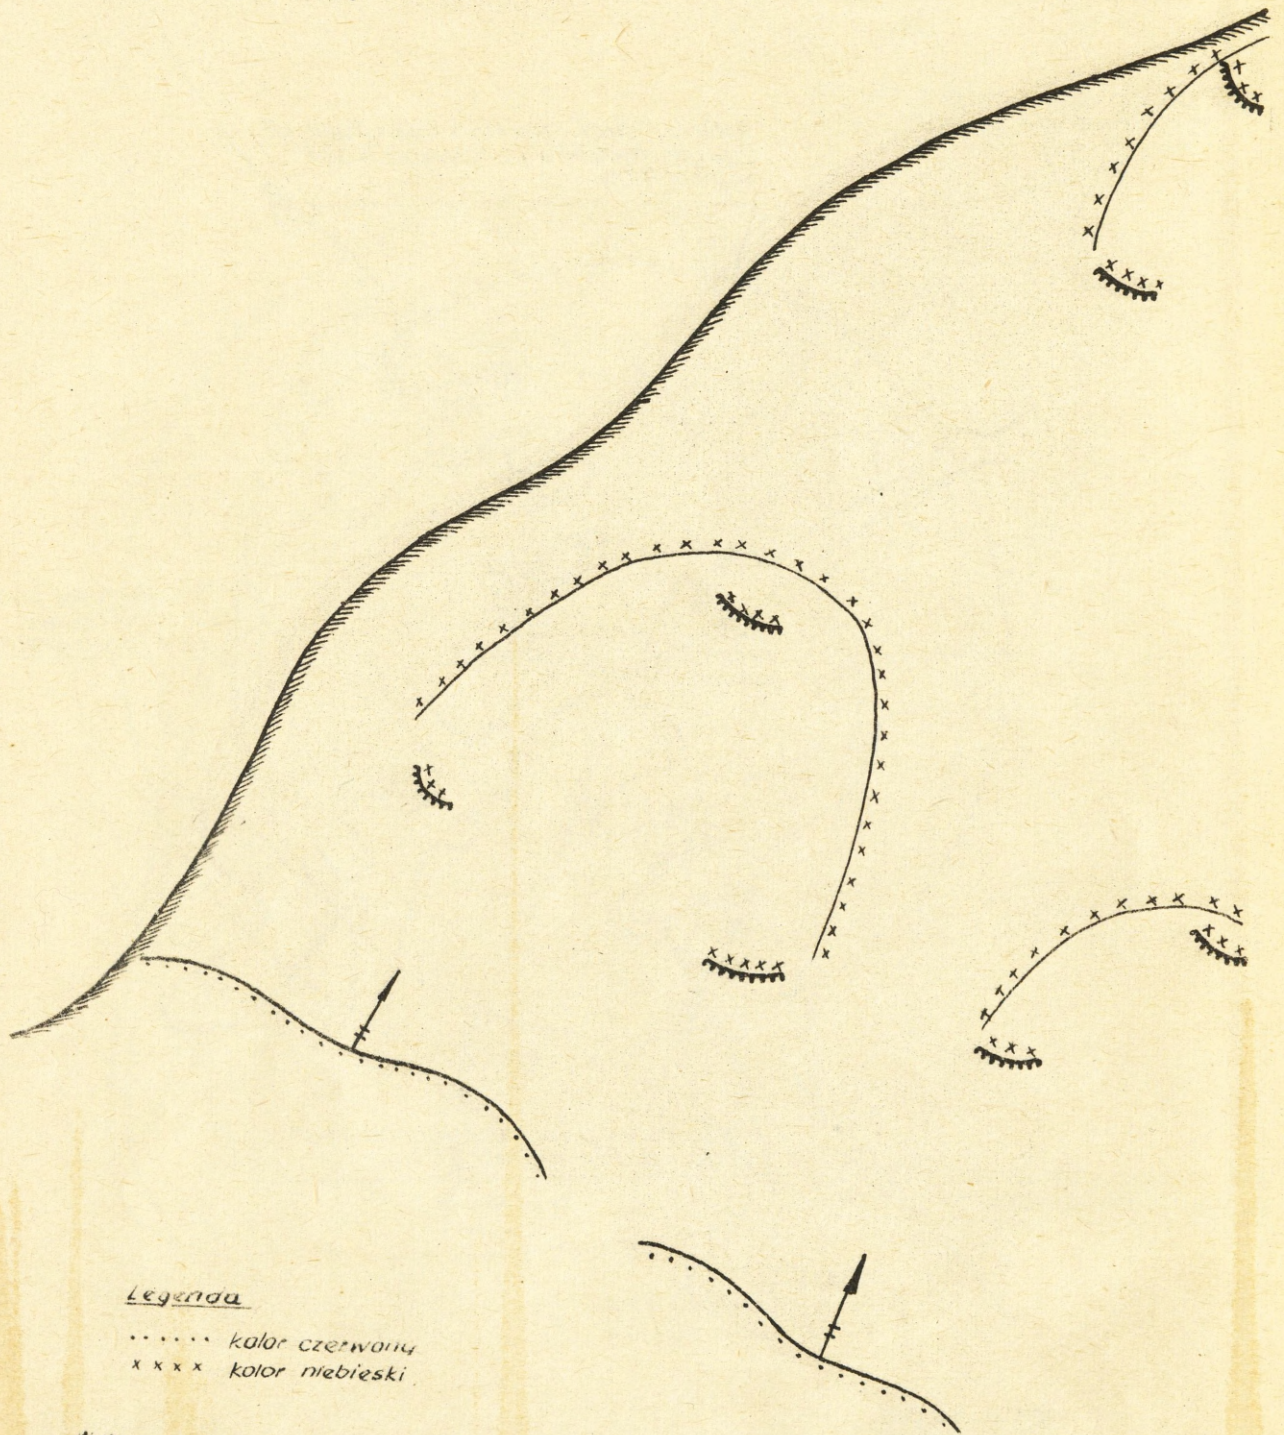 Legenda
...... kolor czerwony
x x x x kolor niebieski